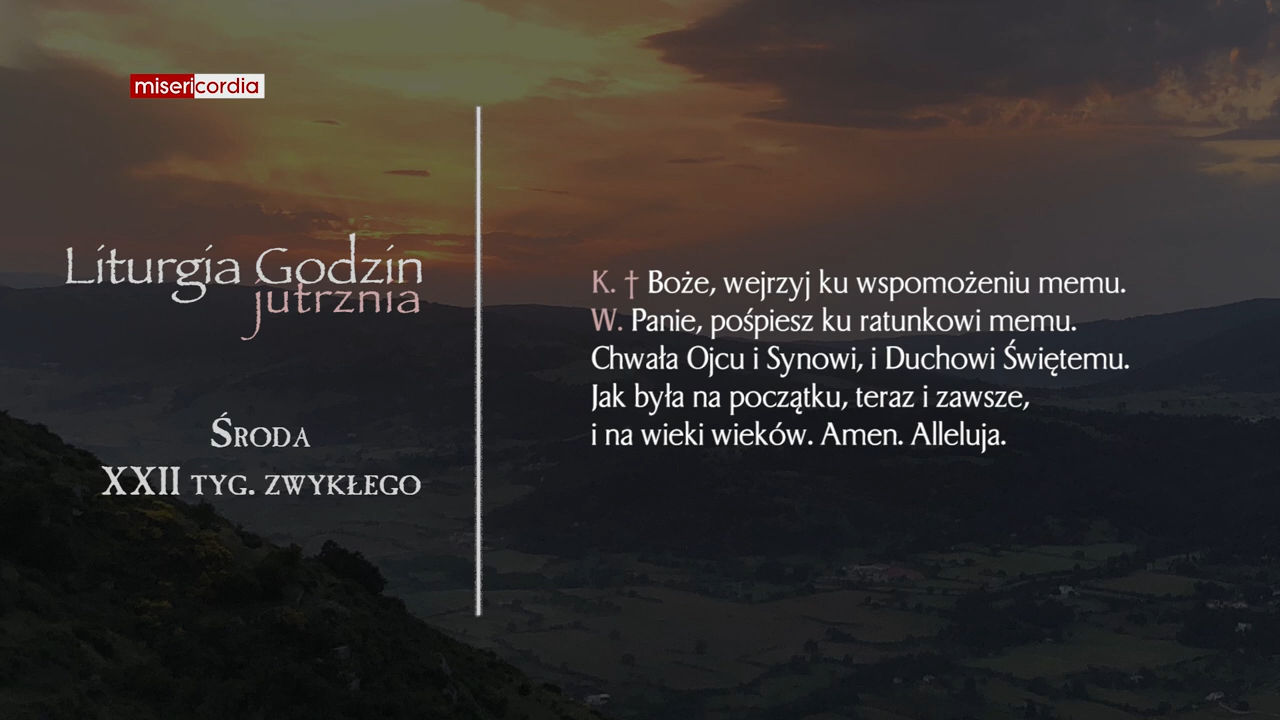 misericordia
Liturgia Godzin
jutrznia
Środa
XXII tyg. zwykłego
K. † Boże, wejrzyj ku wspomożeniu memu.
W. Panie, pośpiesz ku ratunkowi memu.
Chwała Ojcu i Synowi, i Duchowi Świętemu.
Jak była na początku, teraz i zawsze,
i na wieki wieków. Amen. Alleluja.